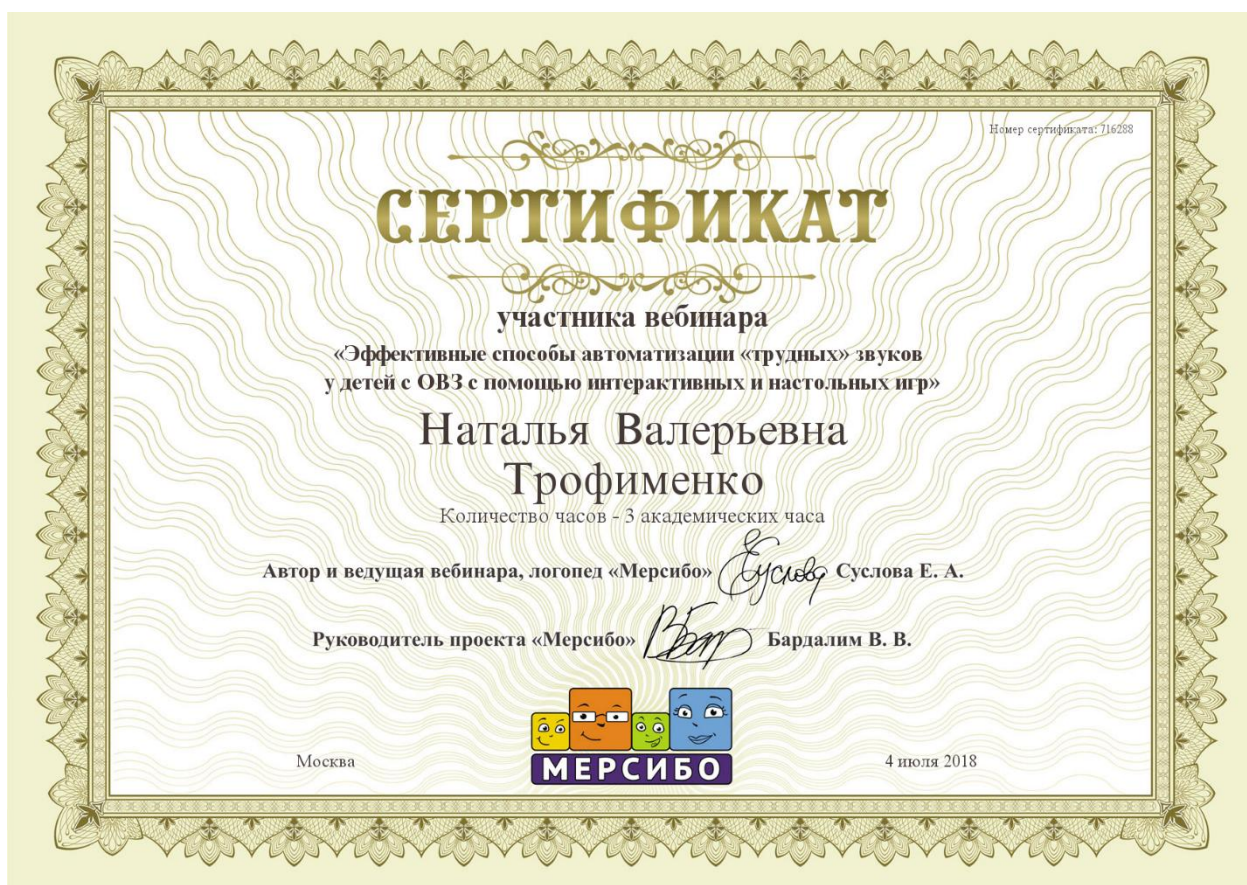 Номер сертификата: 716288
СЕРТИФИКАТ
участника вебинара
«Эффективные способы автоматизации «трудных» звуков
у детей с ОВЗ с помощью интерактивных и настольных игр»
Наталья Валерьевна
Трофименко
Количество часов - 3 академических часа
Автор и ведущая вебинара, логопед «Мерсибо» Суслова Е. А.
Руководитель проекта «Мерсибо» Бардалим В. В.
МЕРСИБО
Москва
4 июля 2018